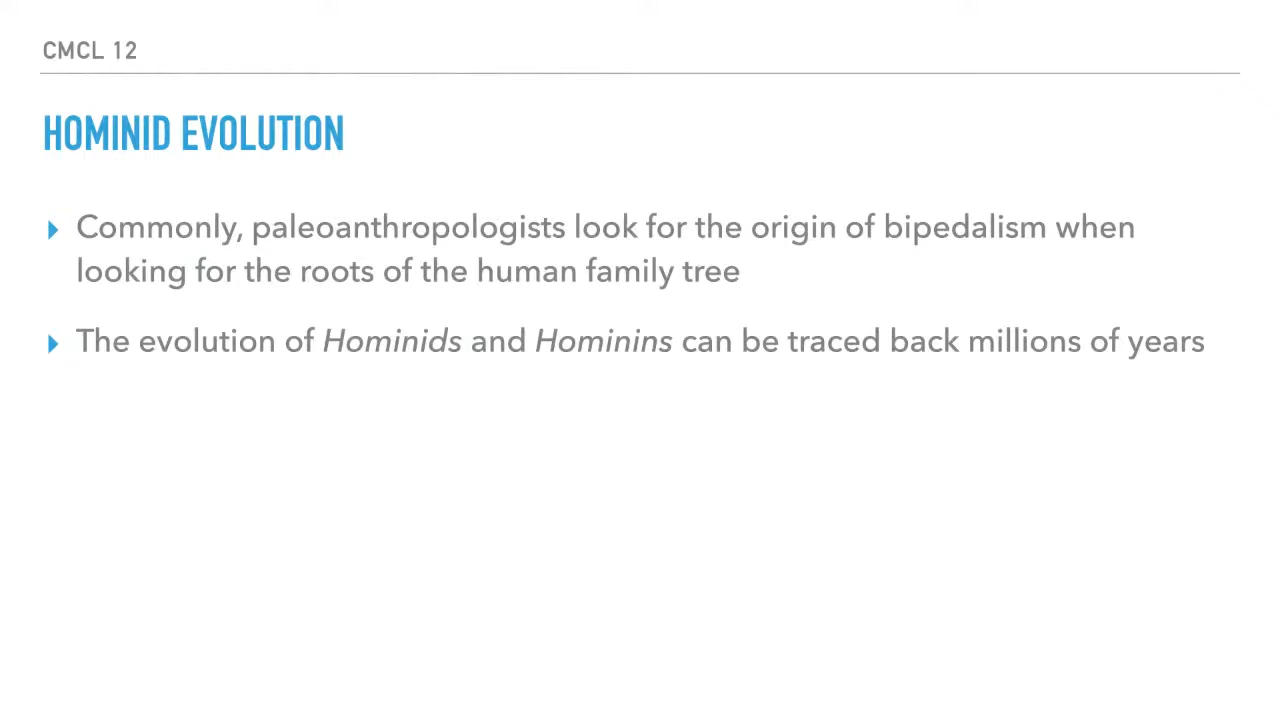 CMCL 12
HOMINID EVOLUTION
Commonly, paleoanthropologists look for the origin of bipedalism when
looking for the roots of the human family tree
The evolution of Hominids and Hominins can be traced back millions of years